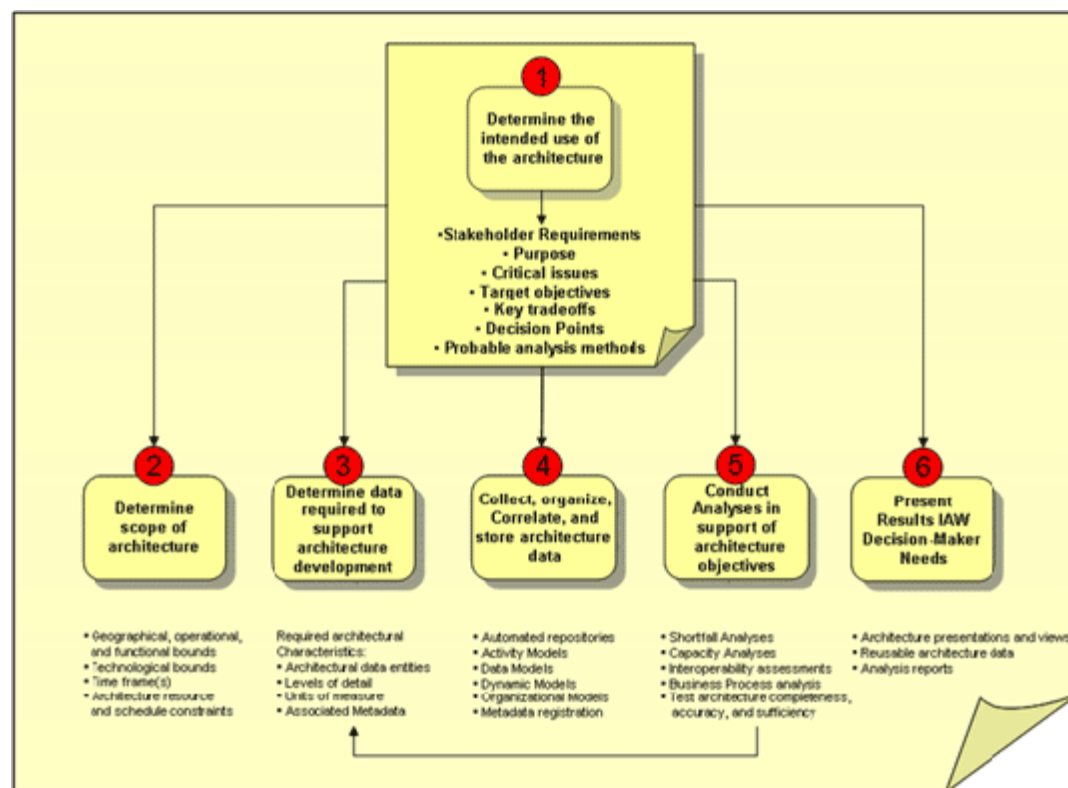 1
Determine the
intended use of
the architecture
•Stakeholder Requirements
• Purpose
• Critical issues
• Target objectives
• Key tradeoffs
• Decision Points
• Probable analysis methods
2
Determine
scope of
architecture
• Geographical, operational,
and functional bounds
• Technological bounds
• Time frame(s)
• Architecture resource
and schedule constraints
3
Determine data
required to
support
architecture
development
Required architectural
Characteristics:
• Architectural data entities
• Levels of detail
• Units of measure
• Associated Metadata
4
Collect, organize,
Correlate, and
store architecture
data
• Automated repositories
• Activity Models
• Data Models
• Dynamic Models
• Organizational Models
• Metadata registration
5
Conduct
Analyses in
support of
architecture
objectives
• Shortfall Analyses
• Capacity Analyses
• Interoperability assessments
• Business Process analysis
• Test architecture completeness,
accuracy, and sufficiency
6
Present
Results IAW
Decision-Maker
Needs
• Architecture presentations and views
• Reusable architecture data
• Analysis reports